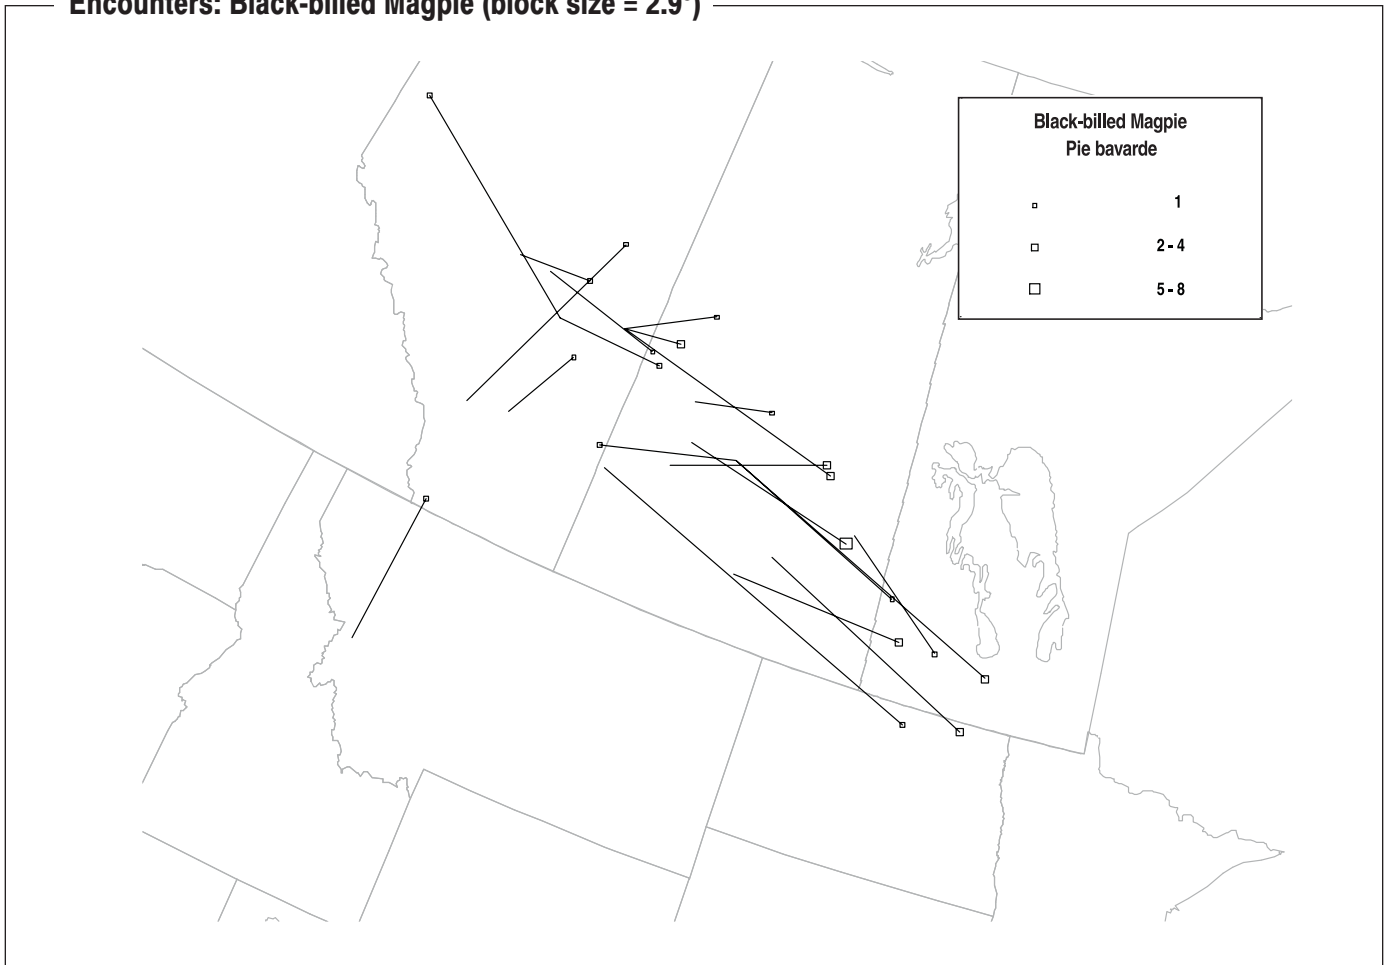 Encounters: Black-billed Magpie (block size = 2.9°)
Black-billed Magpie
Pie bavarde
1
2 - 4
5 - 8